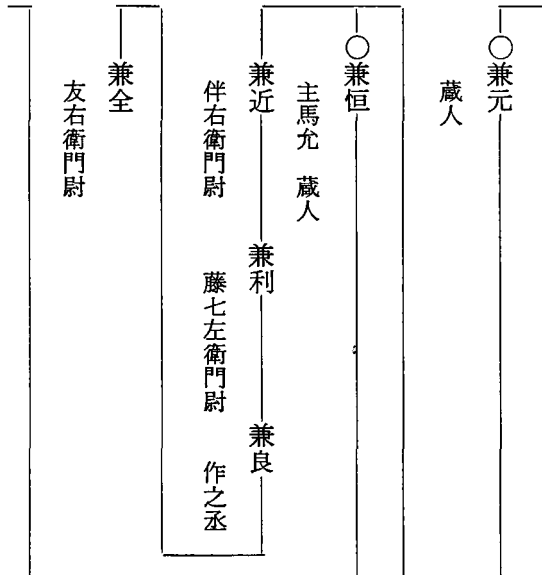 ○兼元
蔵人
○兼恒
主馬允　蔵人
兼近　兼利　兼良
伴右衛門尉　藤七左衛門尉　作之丞
兼全
友右衛門尉